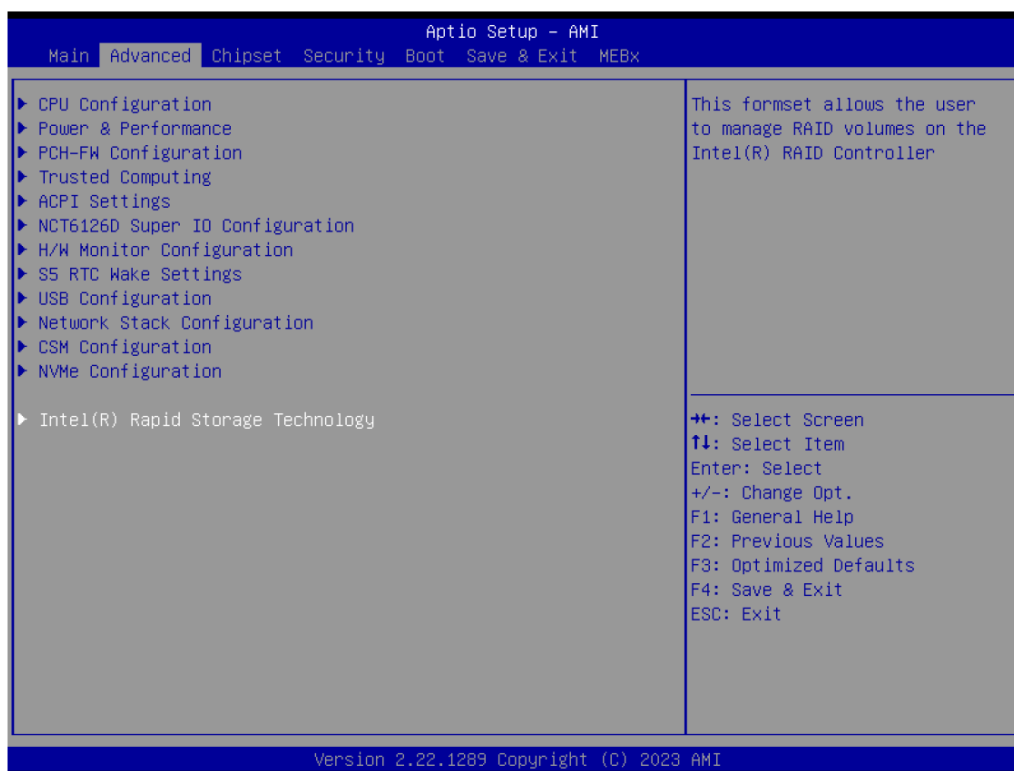 Aptio Setup – AMI
Main Advanced Chipset Security Boot Save & Exit MEBx
▶ CPU Configuration
▶ Power & Performance
▶ PCH-FW Configuration
▶ Trusted Computing
▶ ACPI Settings
▶ NCT6126D Super IO Configuration
▶ H/W Monitor Configuration
▶ S5 RTC Wake Settings
▶ USB Configuration
▶ Network Stack Configuration
▶ CSM Configuration
▶ NVMe Configuration
▶ Intel(R) Rapid Storage Technology
This formset allows the user
to manage RAID volumes on the
Intel(R) RAID Controller
→←: Select Screen
↑↓: Select Item
Enter: Select
+/-: Change Opt.
F1: General Help
F2: Previous Values
F3: Optimized Defaults
F4: Save & Exit
ESC: Exit
Version 2.22.1289 Copyright (C) 2023 AMI